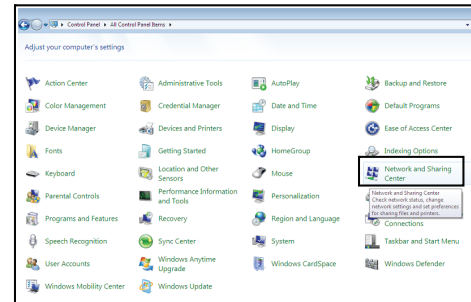 Control Panel ▸ All Control Panel Items ▸
Adjust your computer's settings
Action Center
Administrative Tools
AutoPlay
Backup and Restore
Color Management
Credential Manager
Date and Time
Default Programs
Device Manager
Devices and Printers
Display
Ease of Access Center
Fonts
Getting Started
HomeGroup
Indexing Options
Keyboard
Location and Other
Sensors
Mouse
Network and Sharing
Center
Parental Controls
Performance Information
and Tools
Personalization
Network and Sharing Center
Check network status, change
network settings and set preferences
for sharing files and printers.
Programs and Features
Recovery
Region and Language
Connections
Speech Recognition
Sync Center
System
Taskbar and Start Menu
User Accounts
Windows Anytime
Upgrade
Windows CardSpace
Windows Defender
Windows Mobility Center
Windows Update